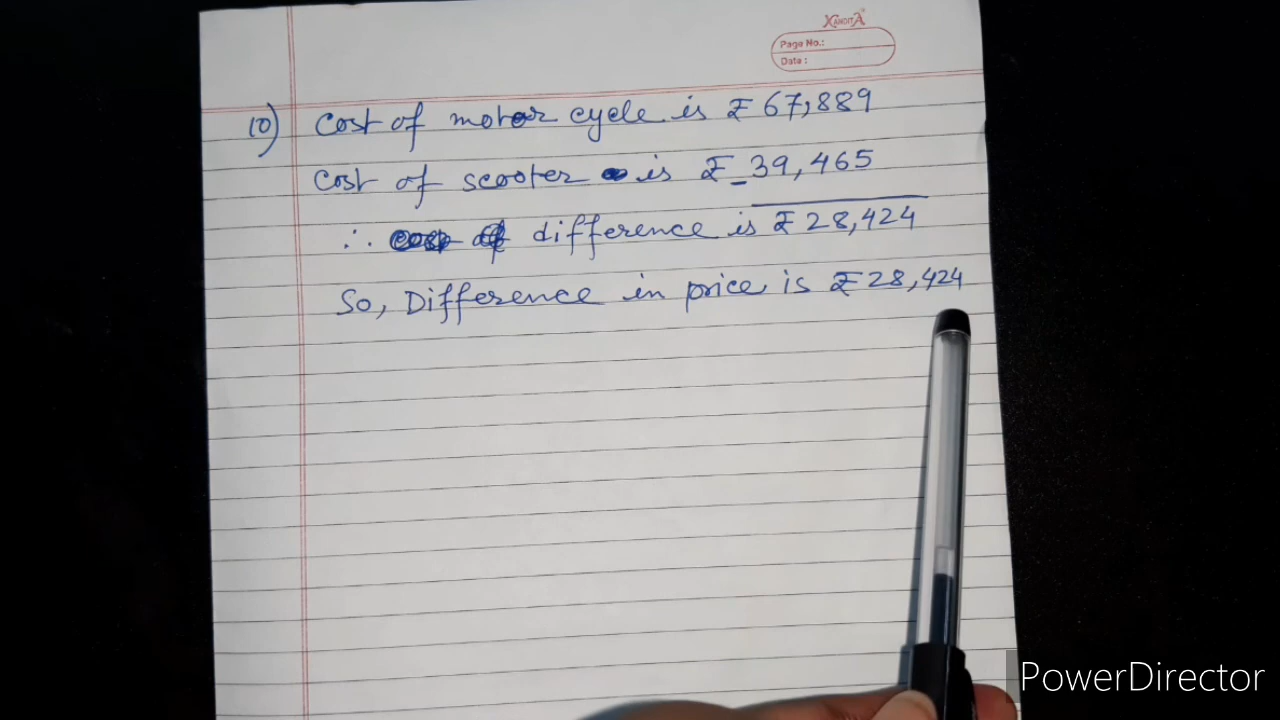 XANDITA
Page No.:
Date :
10) Cost of motor cycle is ₹ 67,889
Cost of scooter is ₹ - 39,465
∴ difference is ₹ 28,424
So, Difference in price is ₹ 28,424
PowerDirector